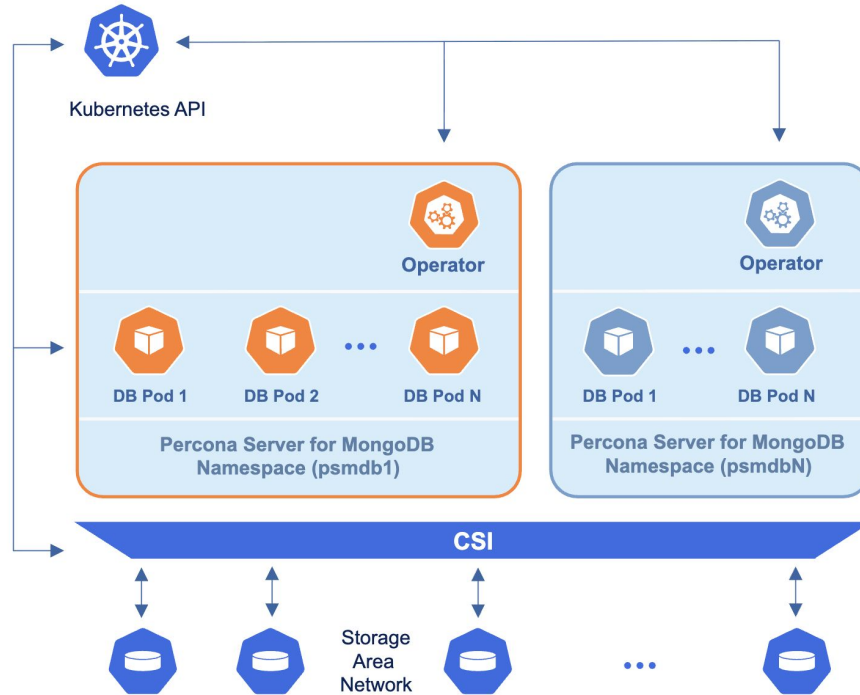 Kubernetes API
Operator
DB Pod 1
DB Pod 2
•••
DB Pod N
Percona Server for MongoDB
Namespace (psmdb1)
Operator
DB Pod 1
•••
DB Pod N
Percona Server for MongoDB
Namespace (psmdbN)
CSI
Storage
Area
Network
•••